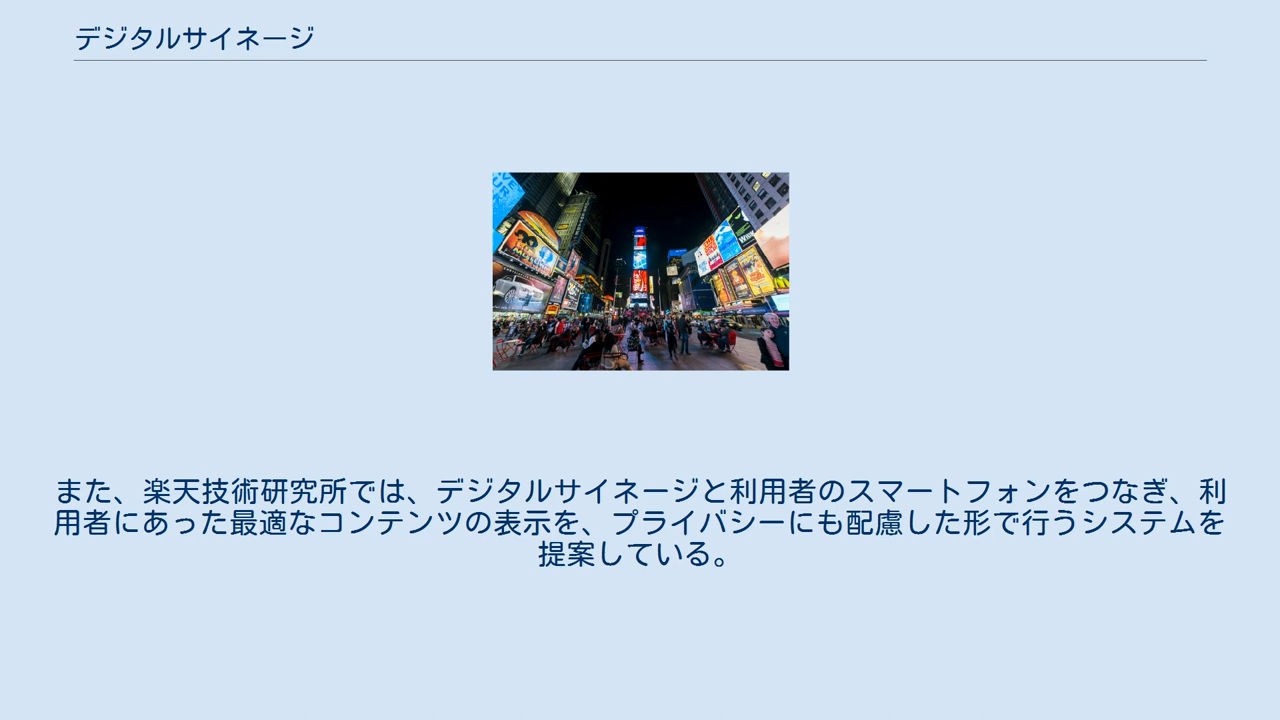 デジタルサイネージ
また、楽天技術研究所では、デジタルサイネージと利用者のスマートフォンをつなぎ、利
用者にあった最適なコンテンツの表示を、プライバシーにも配慮した形で行うシステムを
提案している。